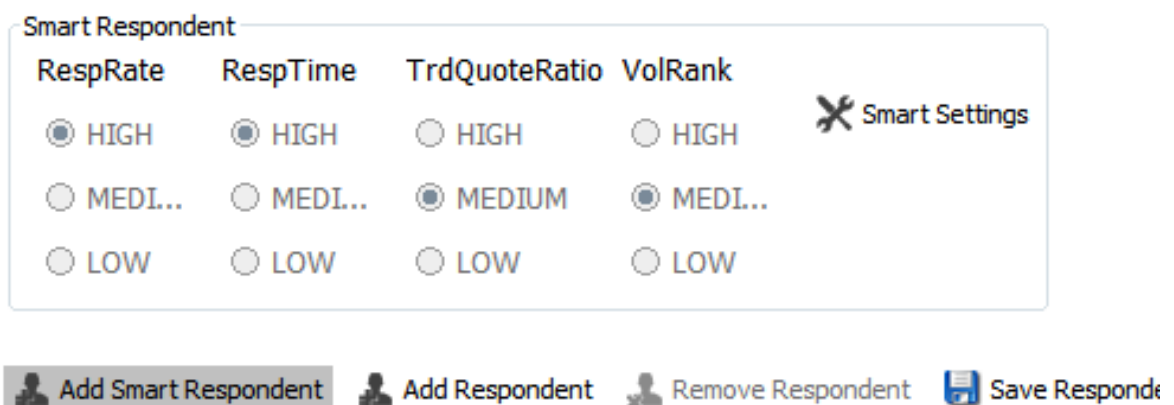 Smart Respondent
RespRate RespTime TrdQuoteRatio VolRank
HIGH HIGH HIGH HIGH
Smart Settings
MEDI... MEDI... MEDIUM MEDI...
LOW LOW LOW LOW
Add Smart Respondent Add Respondent Remove Respondent Save Responde